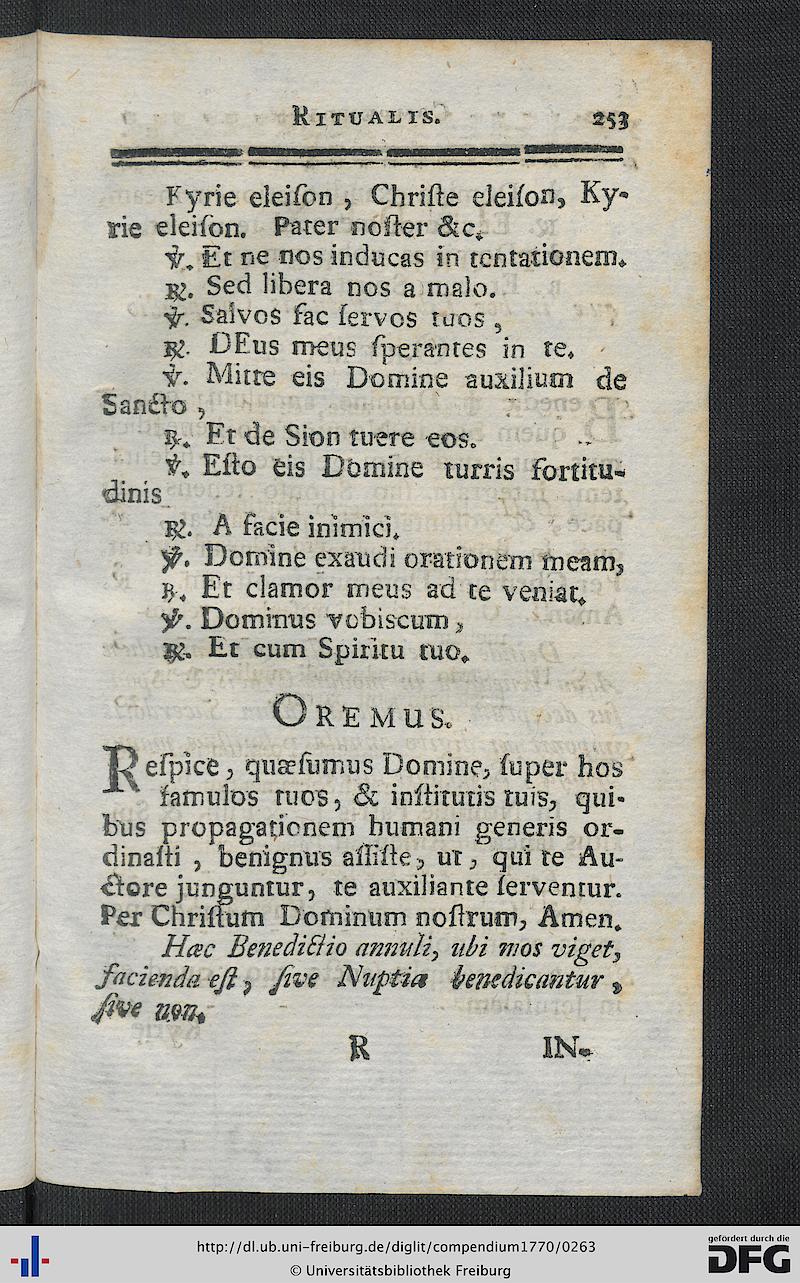 RITUALIS. 253
Kyrie eleiſon , Chriſte eleiſon, Ky-
rie eleiſon. Pater noſter &c.
℣. Et ne nos inducas in tentationem.
℟. Sed libera nos a malo.
℣. Salvos fac ſervos tuos ,
℟. DEus meus ſperantes in te.
℣. Mitte eis Domine auxilium de
Sancto ,
℟. Et de Sion tuere eos.
℣. Eſto eis Domine turris fortitu-
dinis
℟. A facie inimici.
℣. Domine exaudi orationem meam,
℟. Et clamor meus ad te veniat.
℣. Dominus vobiscum ,
℟. Et cum Spiritu tuo.
OREMUS.
Reſpice , quæſumus Domine, ſuper hos
famulos tuos, & inſtitutis tuis, qui-
bus propagationem humani generis or-
dinaſti , benignus aſſiſte, ut , qui te Au-
ctore junguntur, te auxiliante ſerventur.
Per Chriſtum Dominum noſtrum, Amen.
Hæc Benedictio annuli, ubi mos viget,
facienda eſt, ſive Nuptiæ benedicantur ,
ſive non.
R IN-
http://dl.ub.uni-freiburg.de/diglit/compendium1770/0263
© Universitätsbibliothek Freiburg
gefördert durch die
DFG